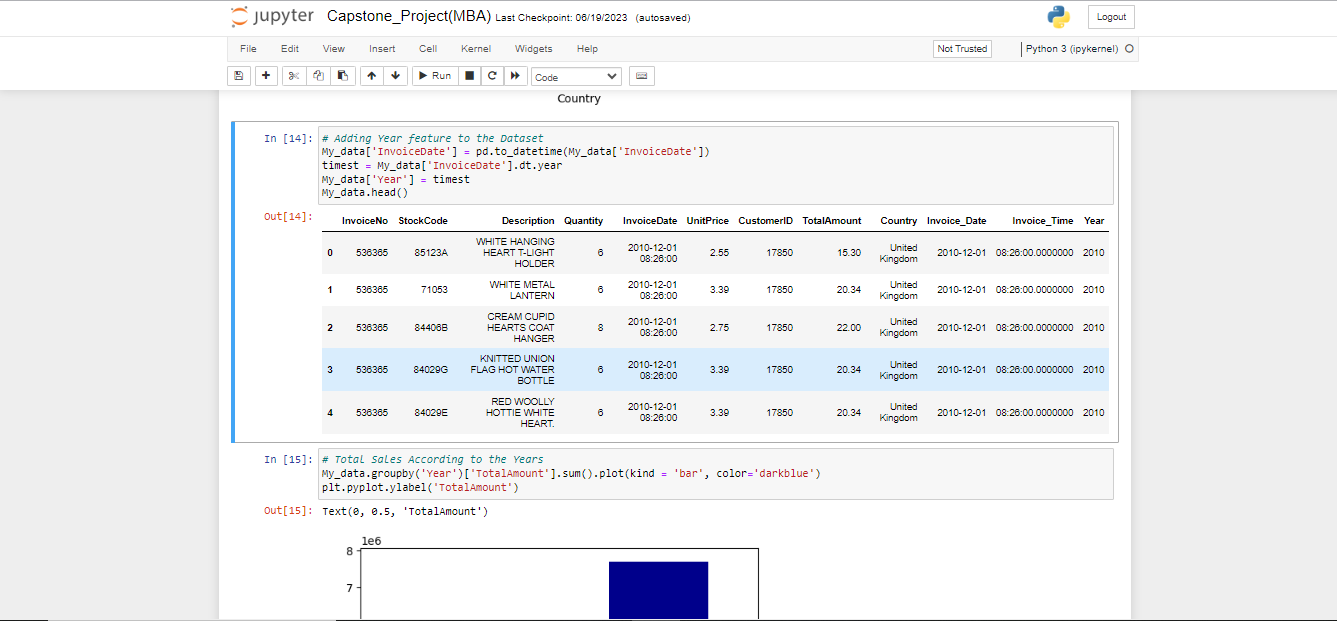 jupyter Capstone_Project(MBA) Last Checkpoint: 06/19/2023 (autosaved)
Logout
File Edit View Insert Cell Kernel Widgets Help
Not Trusted
Python 3 (ipykernel)
Run
Code
Country
In [14]:
# Adding Year feature to the Dataset
My_data['InvoiceDate'] = pd.to_datetime(My_data['InvoiceDate'])
timest = My_data['InvoiceDate'].dt.year
My_data['Year'] = timest
My_data.head()
Out[14]:
InvoiceNo StockCode Description Quantity InvoiceDate UnitPrice CustomerID TotalAmount Country Invoice_Date Invoice_Time Year
0 536365 85123A WHITE HANGING HEART T-LIGHT HOLDER 6 2010-12-01 08:26:00 2.55 17850 15.30 United Kingdom 2010-12-01 08:26:00.0000000 2010
1 536365 71053 WHITE METAL LANTERN 6 2010-12-01 08:26:00 3.39 17850 20.34 United Kingdom 2010-12-01 08:26:00.0000000 2010
2 536365 84406B CREAM CUPID HEARTS COAT HANGER 8 2010-12-01 08:26:00 2.75 17850 22.00 United Kingdom 2010-12-01 08:26:00.0000000 2010
3 536365 84029G KNITTED UNION FLAG HOT WATER BOTTLE 6 2010-12-01 08:26:00 3.39 17850 20.34 United Kingdom 2010-12-01 08:26:00.0000000 2010
4 536365 84029E RED WOOLLY HOTTIE WHITE HEART. 6 2010-12-01 08:26:00 3.39 17850 20.34 United Kingdom 2010-12-01 08:26:00.0000000 2010
In [15]:
# Total Sales According to the Years
My_data.groupby('Year')['TotalAmount'].sum().plot(kind = 'bar', color='darkblue')
plt.pyplot.ylabel('TotalAmount')
Out[15]:
Text(0, 0.5, 'TotalAmount')
1e6
8
7